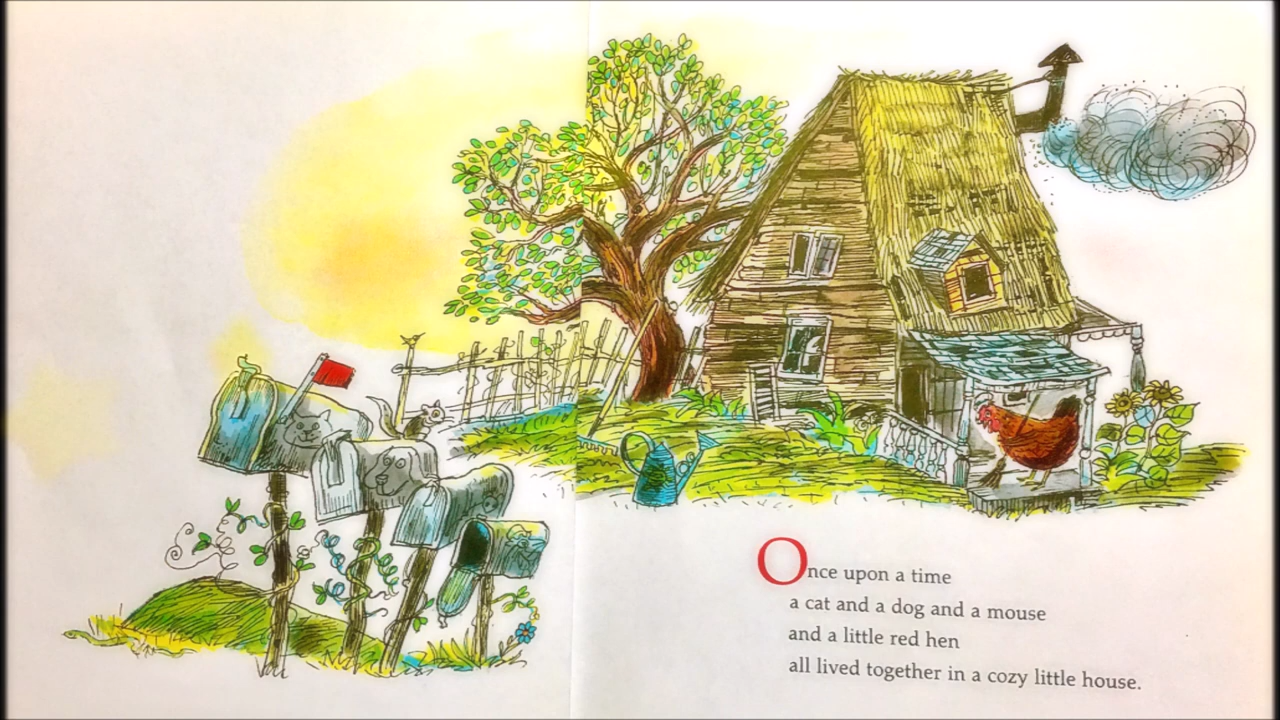 Once upon a time
a cat and a dog and a mouse
and a little red hen
all lived together in a cozy little house.